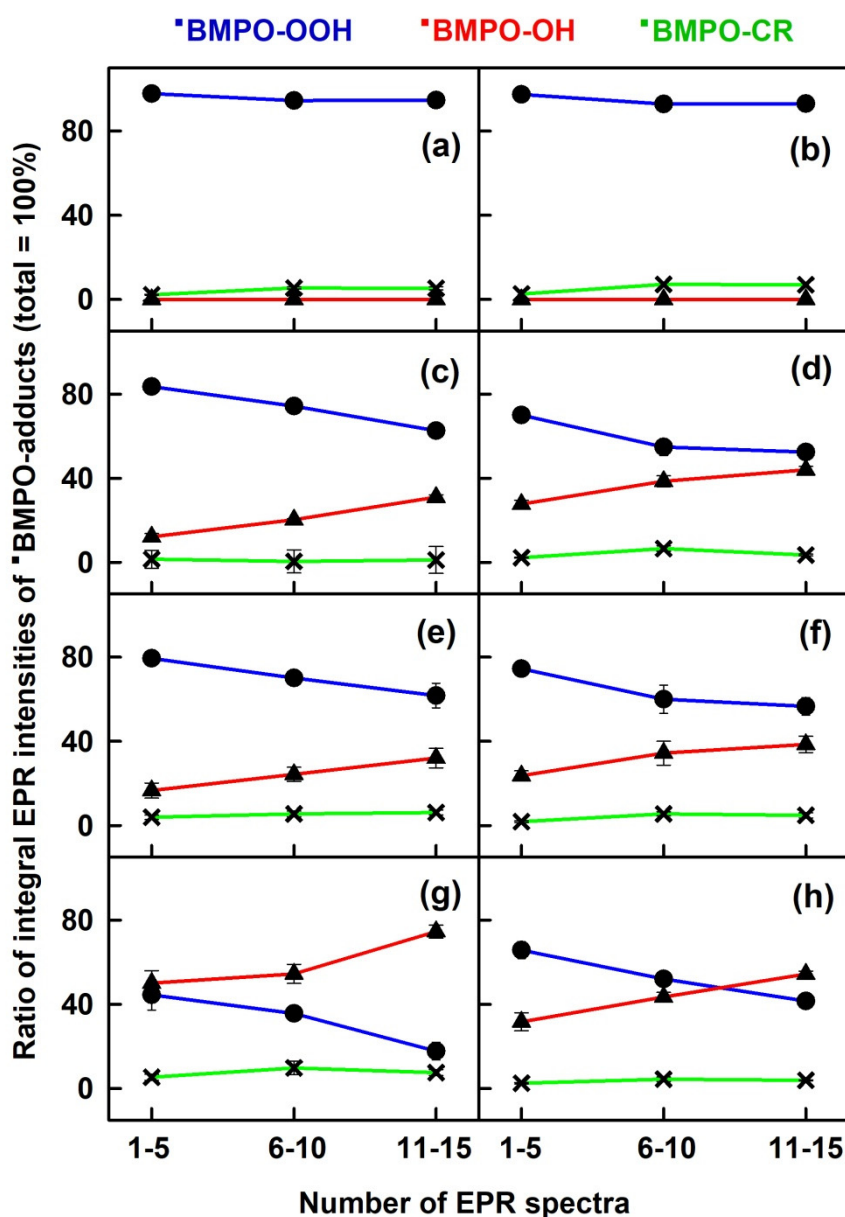 ▪BMPO-OOH ▪BMPO-OH ▪BMPO-CR
Ratio of integral EPR intensities of ▪BMPO-adducts (total = 100%)
80
40
0
(a)
(b)
80
40
0
(c)
(d)
80
40
0
(e)
(f)
80
40
0
(g)
(h)
1-5 6-10 11-15 1-5 6-10 11-15
Number of EPR spectra